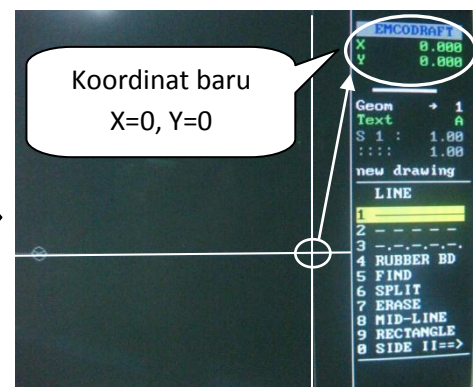 Koordinat baru
X=0, Y=0
EMCODRAFT
X 0.000
Y 0.000
Geom → 1
Text A
S 1 : 1.00
:::: 1.00
new drawing
LINE
1
2 - - - - -
3 -.-.-.-.-.
4 RUBBER BD
5 FIND
6 SPLIT
7 ERASE
8 MID-LINE
9 RECTANGLE
0 SIDE II==>